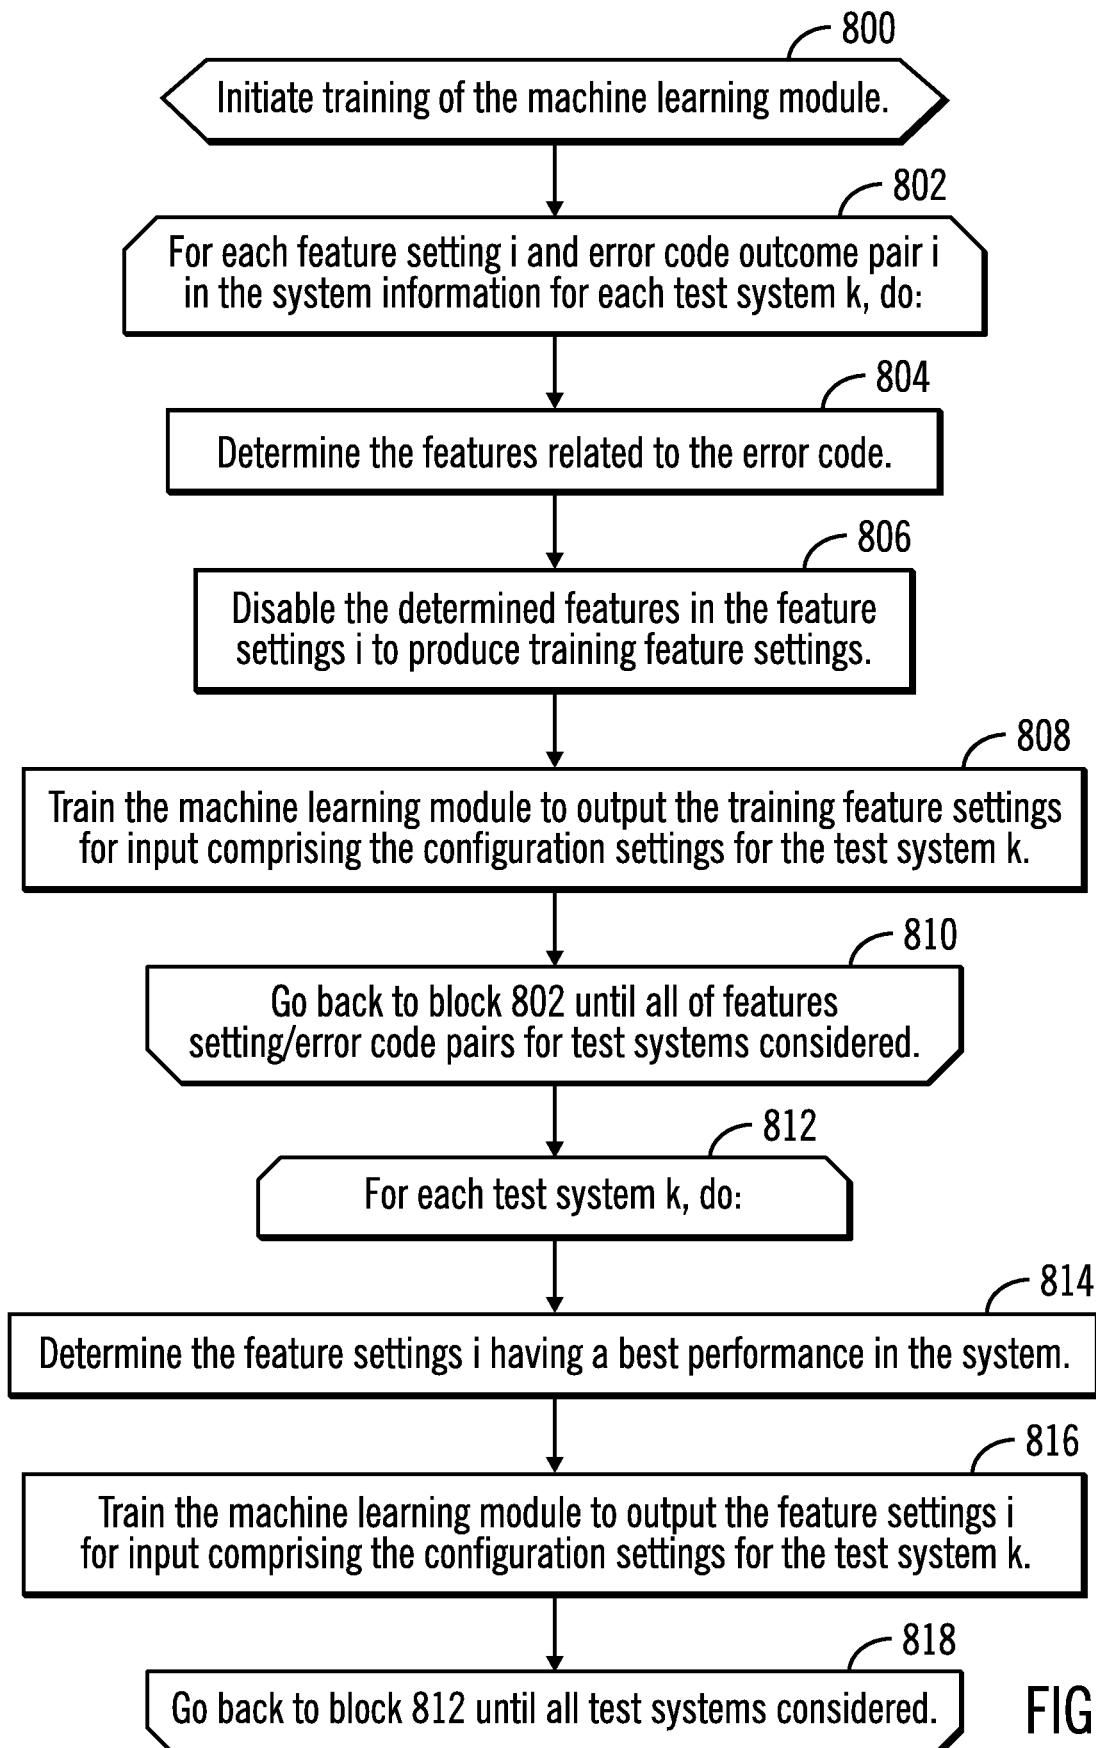 800
Initiate training of the machine learning module.
802
For each feature setting i and error code outcome pair i
in the system information for each test system k, do:
804
Determine the features related to the error code.
806
Disable the determined features in the feature
settings i to produce training feature settings.
808
Train the machine learning module to output the training feature settings
for input comprising the configuration settings for the test system k.
810
Go back to block 802 until all of features
setting/error code pairs for test systems considered.
812
For each test system k, do:
814
Determine the feature settings i having a best performance in the system.
816
Train the machine learning module to output the feature settings i
for input comprising the configuration settings for the test system k.
818
Go back to block 812 until all test systems considered.
FIG